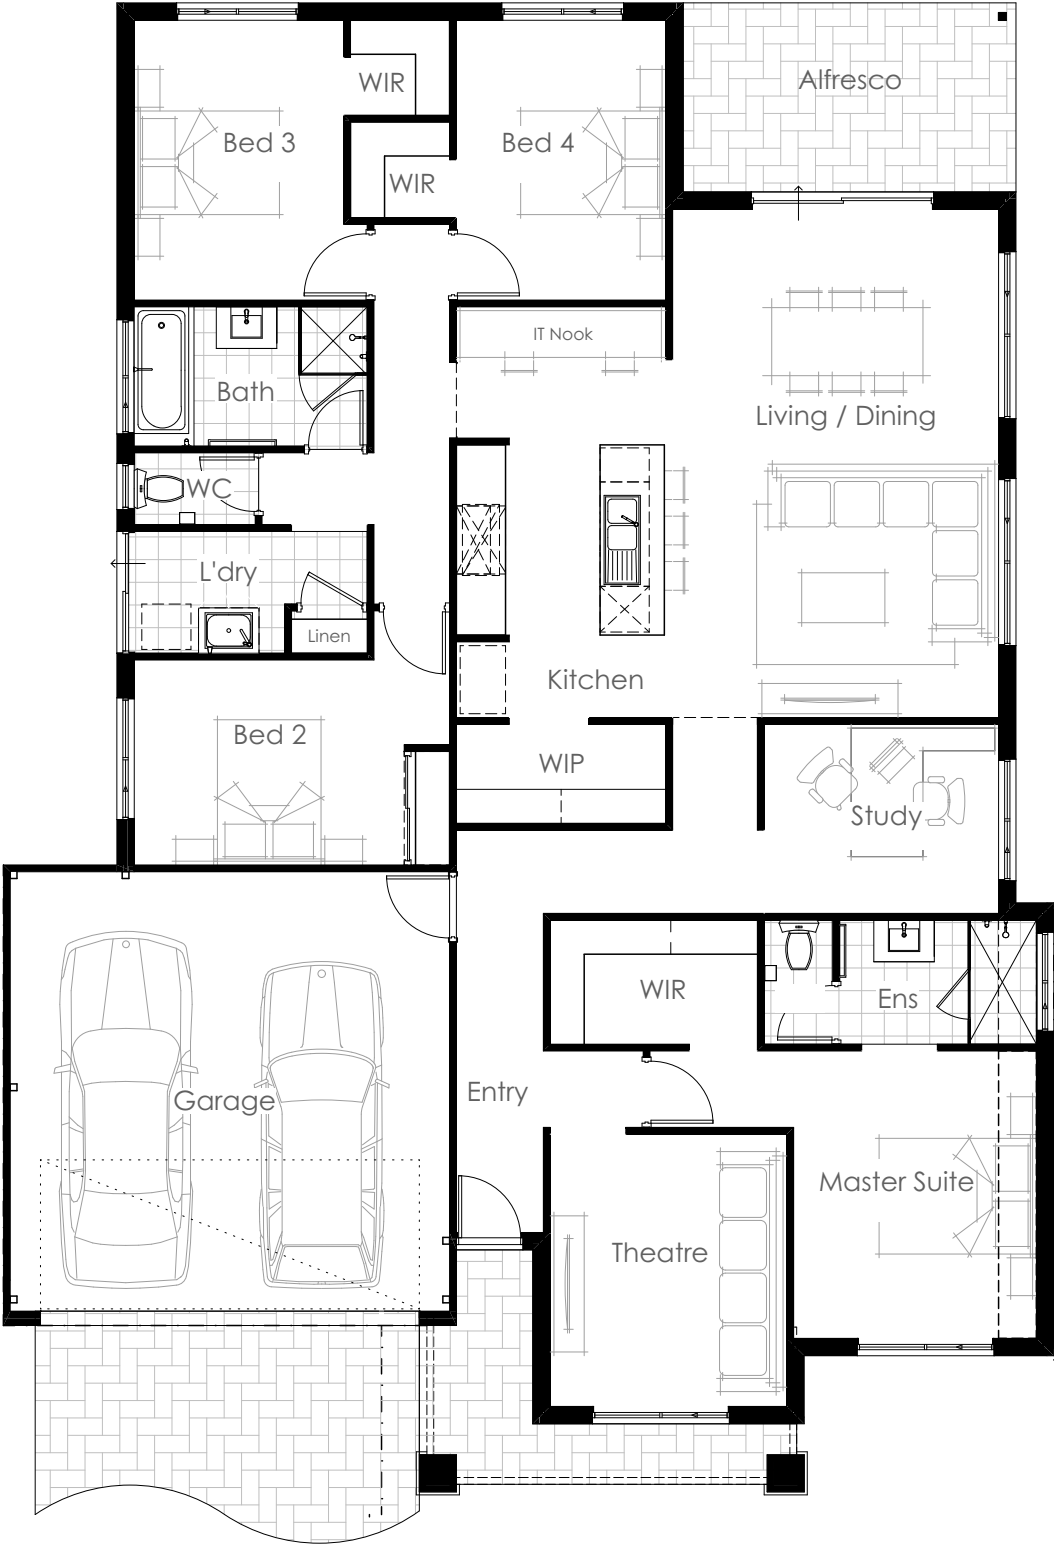 WIR
Alfresco
Bed 3
Bed 4
WIR
IT Nook
Bath
Living / Dining
WC
L'dry
Linen
Kitchen
Bed 2
WIP
Study
WIR
Ens
Entry
Garage
Master Suite
Theatre